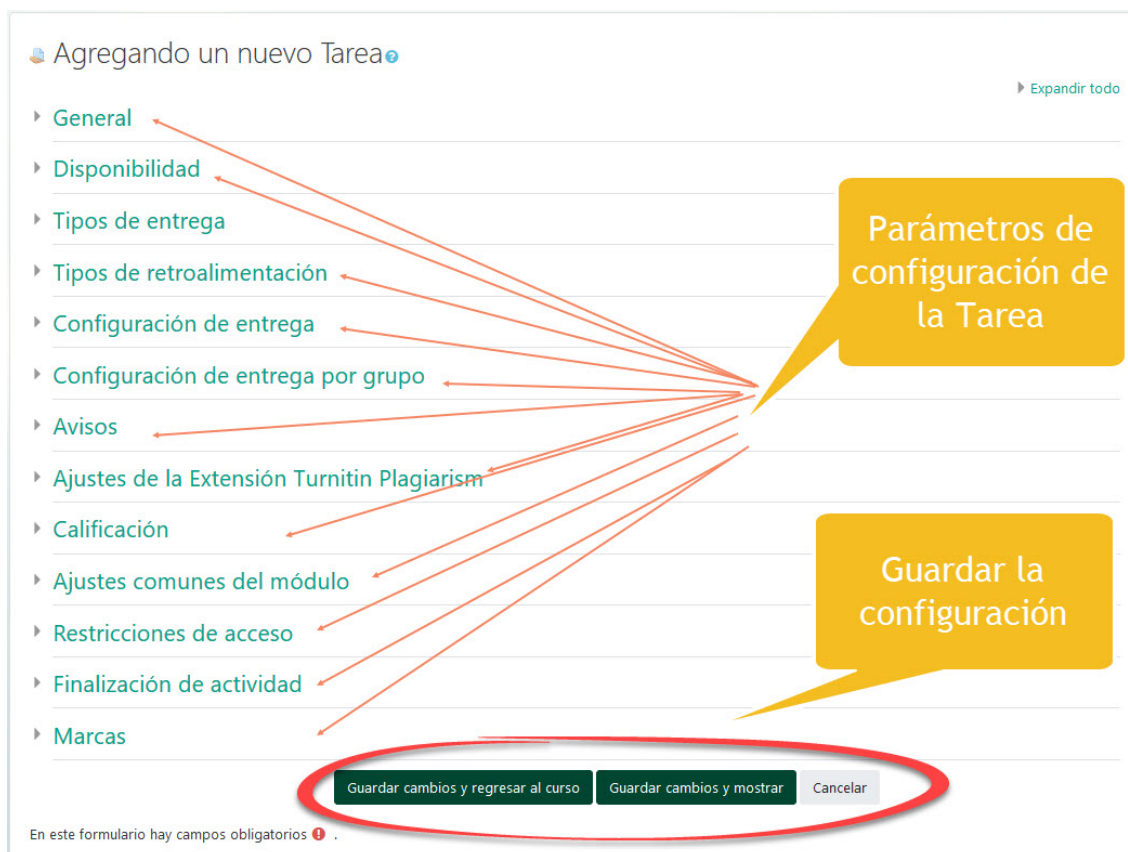 Agregando un nuevo Tarea
Expandir todo
General
Disponibilidad
Tipos de entrega
Tipos de retroalimentación
Configuración de entrega
Configuración de entrega por grupo
Avisos
Ajustes de la Extensión Turnitin Plagiarism
Calificación
Ajustes comunes del módulo
Restricciones de acceso
Finalización de actividad
Marcas
Parámetros de
configuración de
la Tarea
Guardar la
configuración
Guardar cambios y regresar al curso Guardar cambios y mostrar Cancelar
En este formulario hay campos obligatorios .